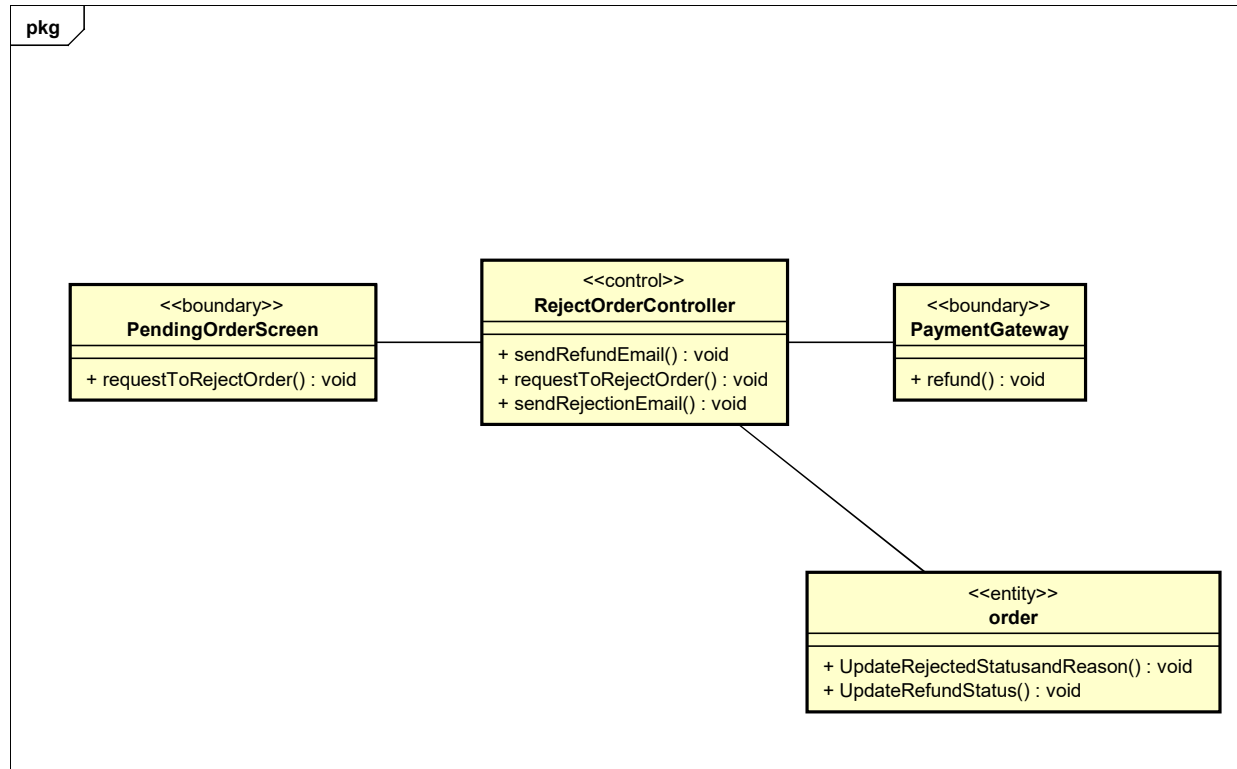 pkg
<<boundary>>
PendingOrderScreen
+ requestToRejectOrder() : void
<<control>>
RejectOrderController
+ sendRefundEmail() : void
+ requestToRejectOrder() : void
+ sendRejectionEmail() : void
<<boundary>>
PaymentGateway
+ refund() : void
<<entity>>
order
+ UpdateRejectedStatusandReason() : void
+ UpdateRefundStatus() : void